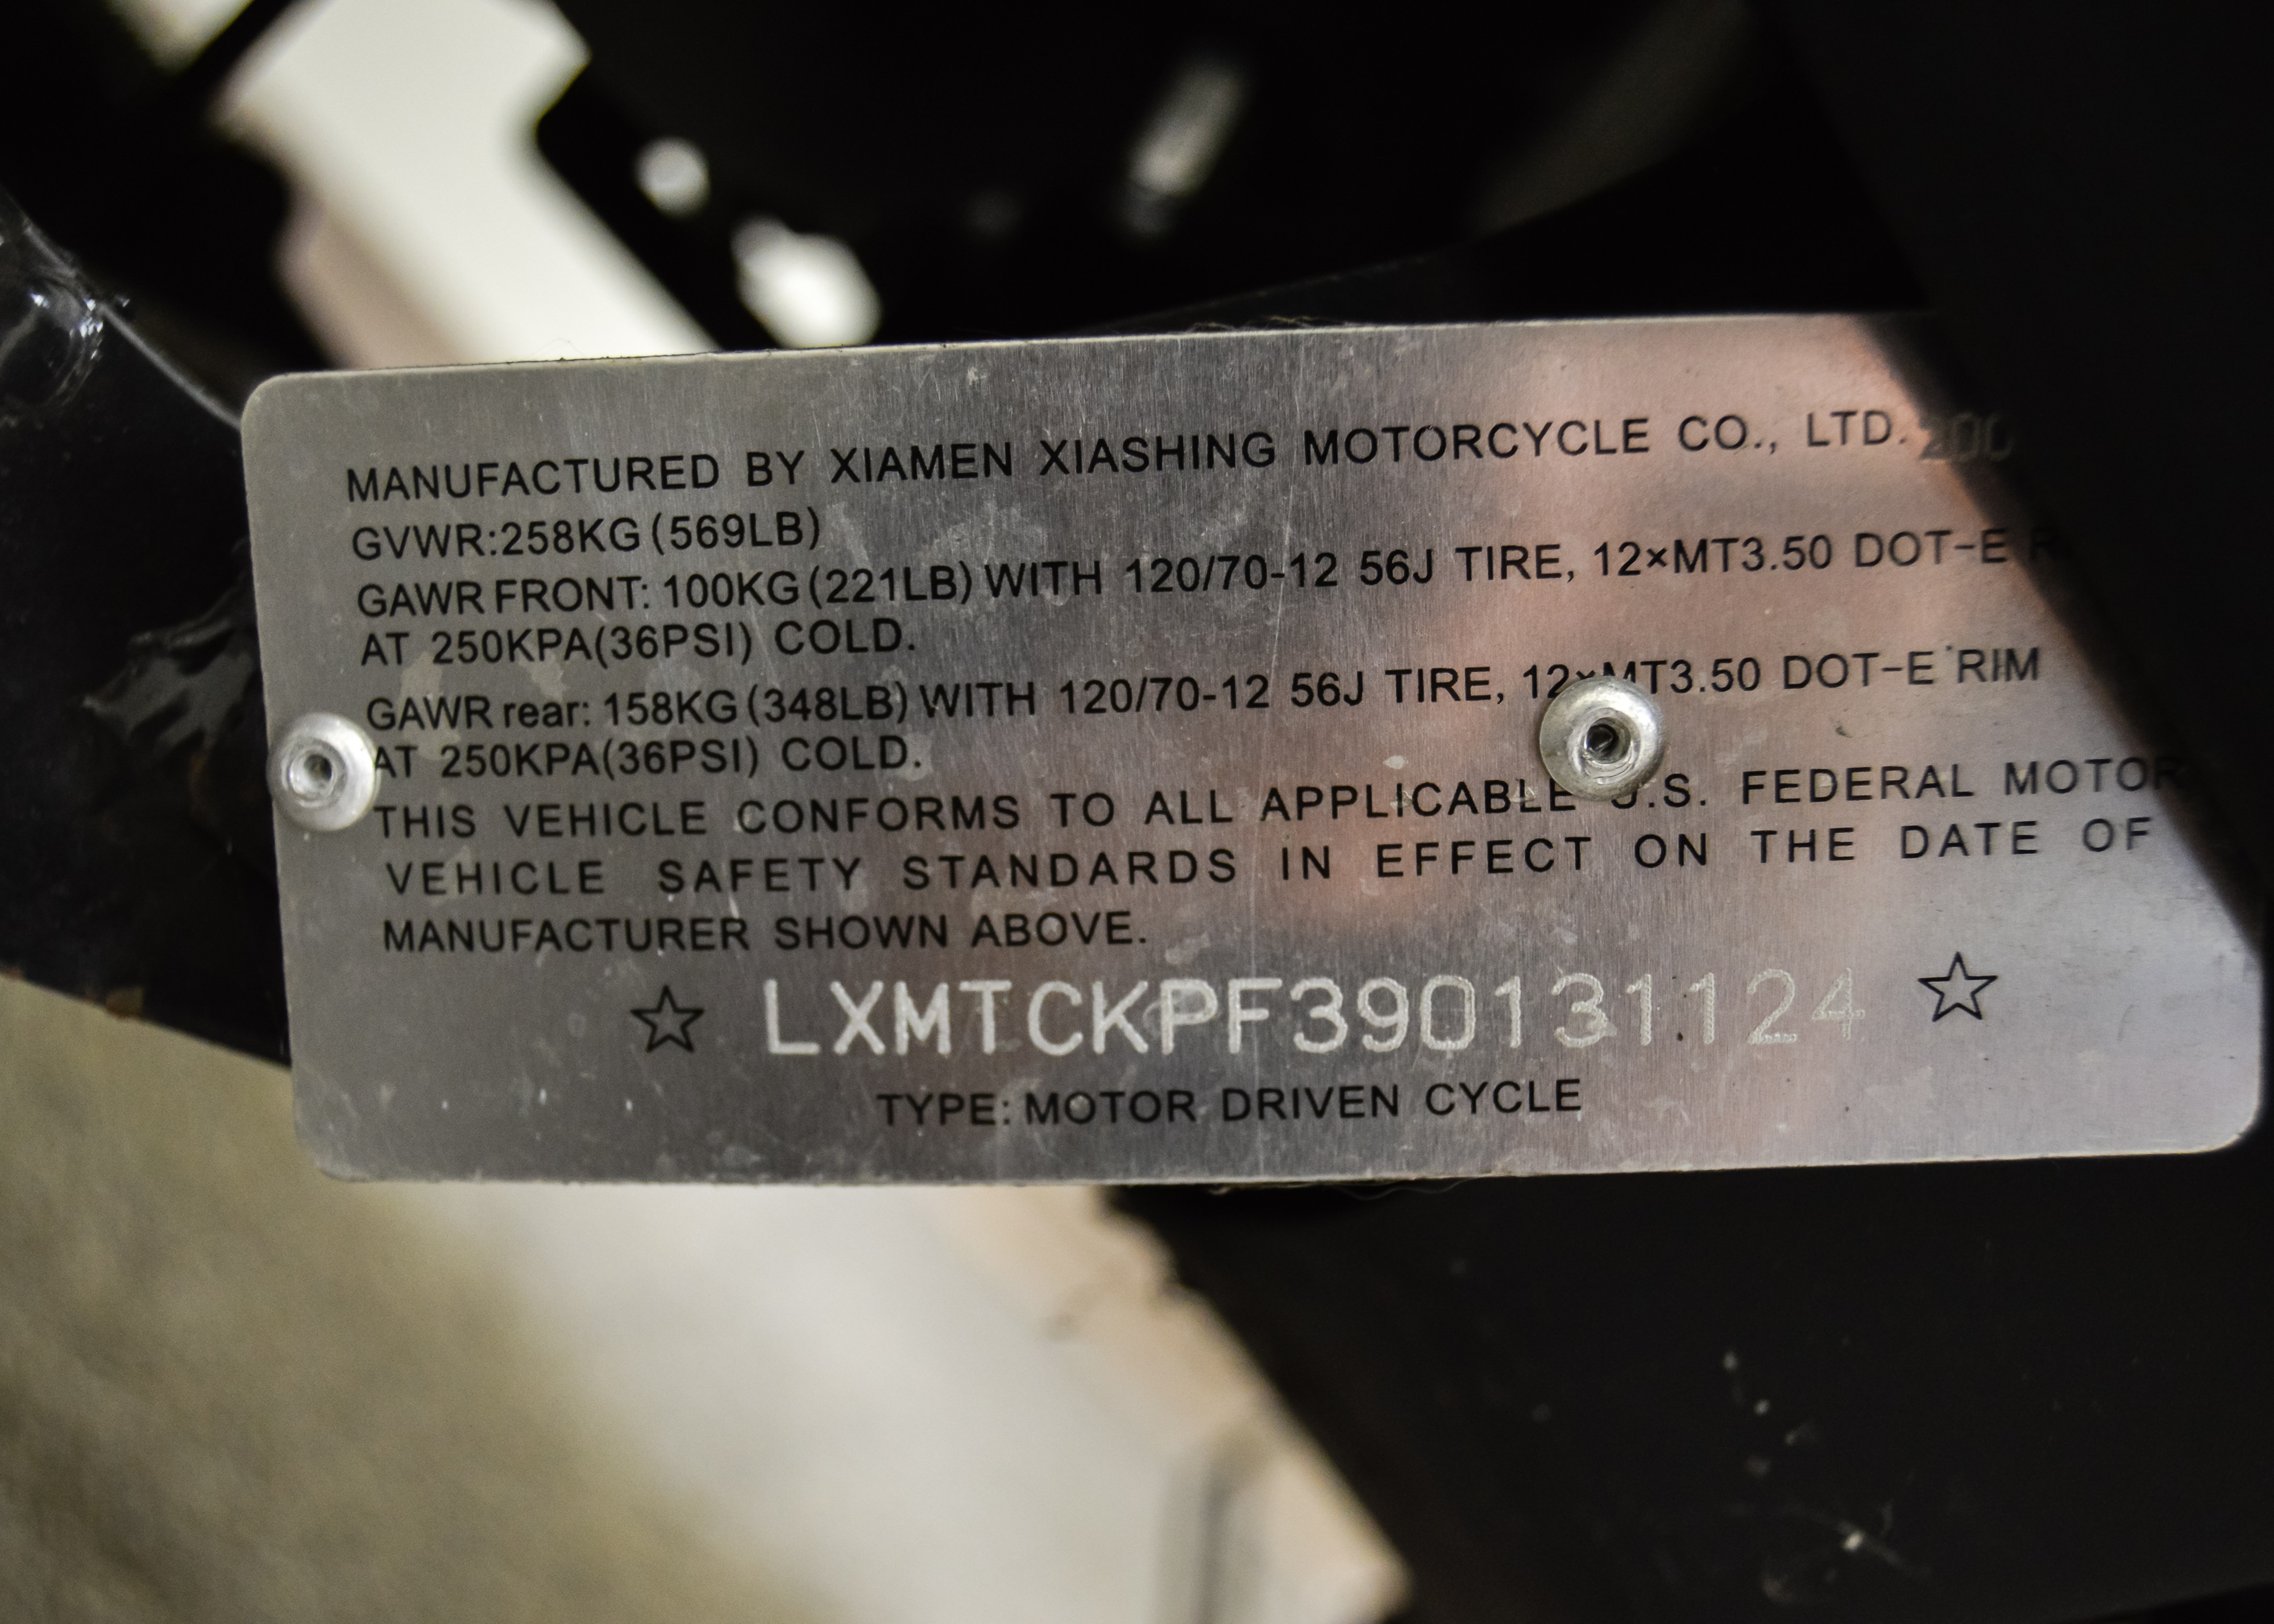 MANUFACTURED BY XIAMEN XIASHING MOTORCYCLE CO., LTD.
GVWR:258KG (569LB)
GAWR FRONT: 100KG (221LB) WITH 120/70-12 56J TIRE, 12×MT3.50 DOT-E
AT 250KPA(36PSI) COLD.
GAWR rear: 158KG (348LB) WITH 120/70-12 56J TIRE, 12×MT3.50 DOT-E RIM
AT 250KPA(36PSI) COLD.
THIS VEHICLE CONFORMS TO ALL APPLICABLE U.S. FEDERAL MOTOR
VEHICLE SAFETY STANDARDS IN EFFECT ON THE DATE OF
MANUFACTURER SHOWN ABOVE.
☆ LXMTCKPF390131124 ☆
TYPE: MOTOR DRIVEN CYCLE